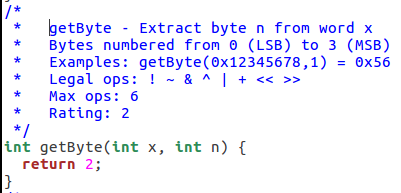 /*
*   getByte - Extract byte n from word x
*   Bytes numbered from 0 (LSB) to 3 (MSB)
*   Examples: getByte(0x12345678,1) = 0x56
*   Legal ops: ! ~ & ^ | + << >>
*   Max ops: 6
*   Rating: 2
*/
int getByte(int x, int n) {
  return 2;
}